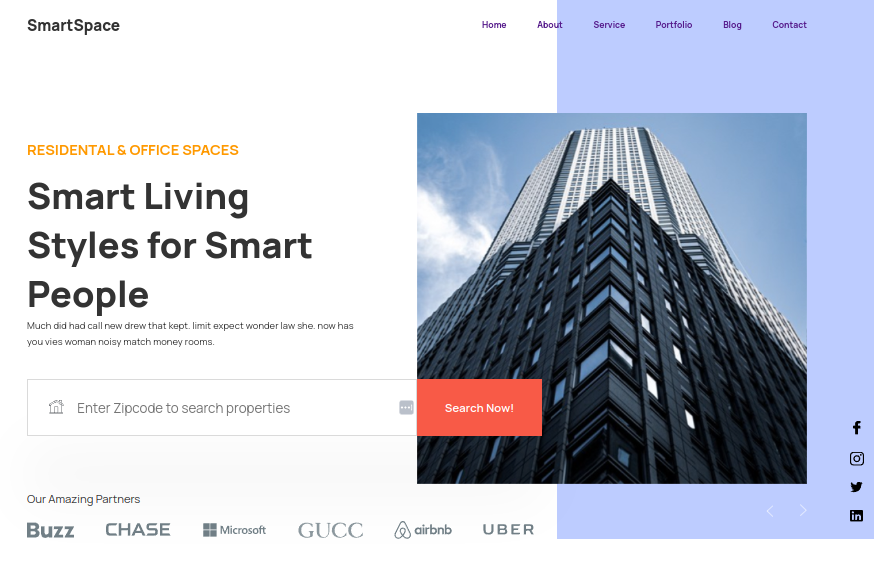 SmartSpace
Home About Service Portfolio Blog Contact
RESIDENTAL & OFFICE SPACES
Smart Living
Styles for Smart
People
Much did had call new drew that kept. limit expect wonder law she. now has
you vies woman noisy match money rooms.
Enter Zipcode to search properties
Search Now!
Our Amazing Partners
Buzz CHASE Microsoft GUCC airbnb UBER